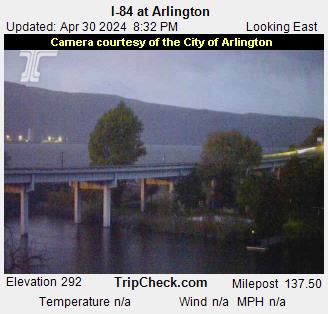 I-84 at Arlington
Updated: Apr 30 2024 8:32 PM Looking East
Camera courtesy of the City of Arlington
Elevation 292 TripCheck.com Milepost 137.50
Temperature n/a Wind n/a MPH n/a